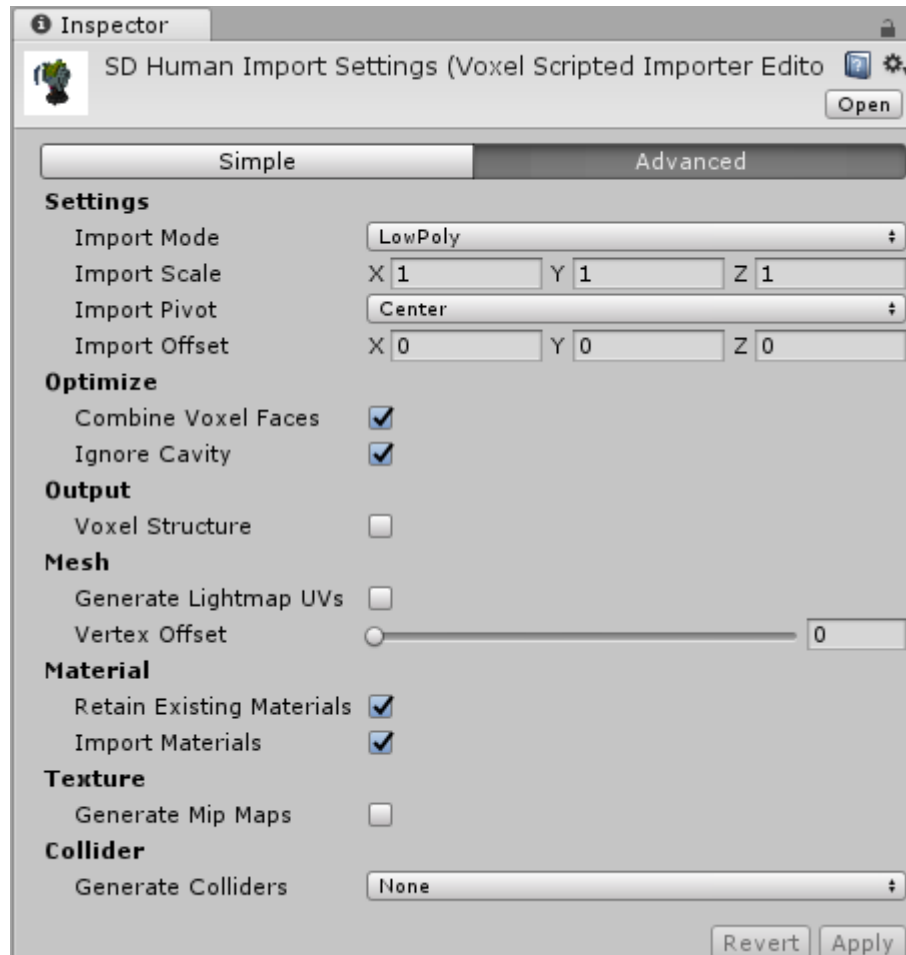 Inspector
SD Human Import Settings (Voxel Scripted Importer Edito
Open
Simple Advanced
Settings
Import Mode LowPoly
Import Scale X 1 Y 1 Z 1
Import Pivot Center
Import Offset X 0 Y 0 Z 0
Optimize
Combine Voxel Faces
Ignore Cavity
Output
Voxel Structure
Mesh
Generate Lightmap UVs
Vertex Offset 0
Material
Retain Existing Materials
Import Materials
Texture
Generate Mip Maps
Collider
Generate Colliders None
Revert Apply